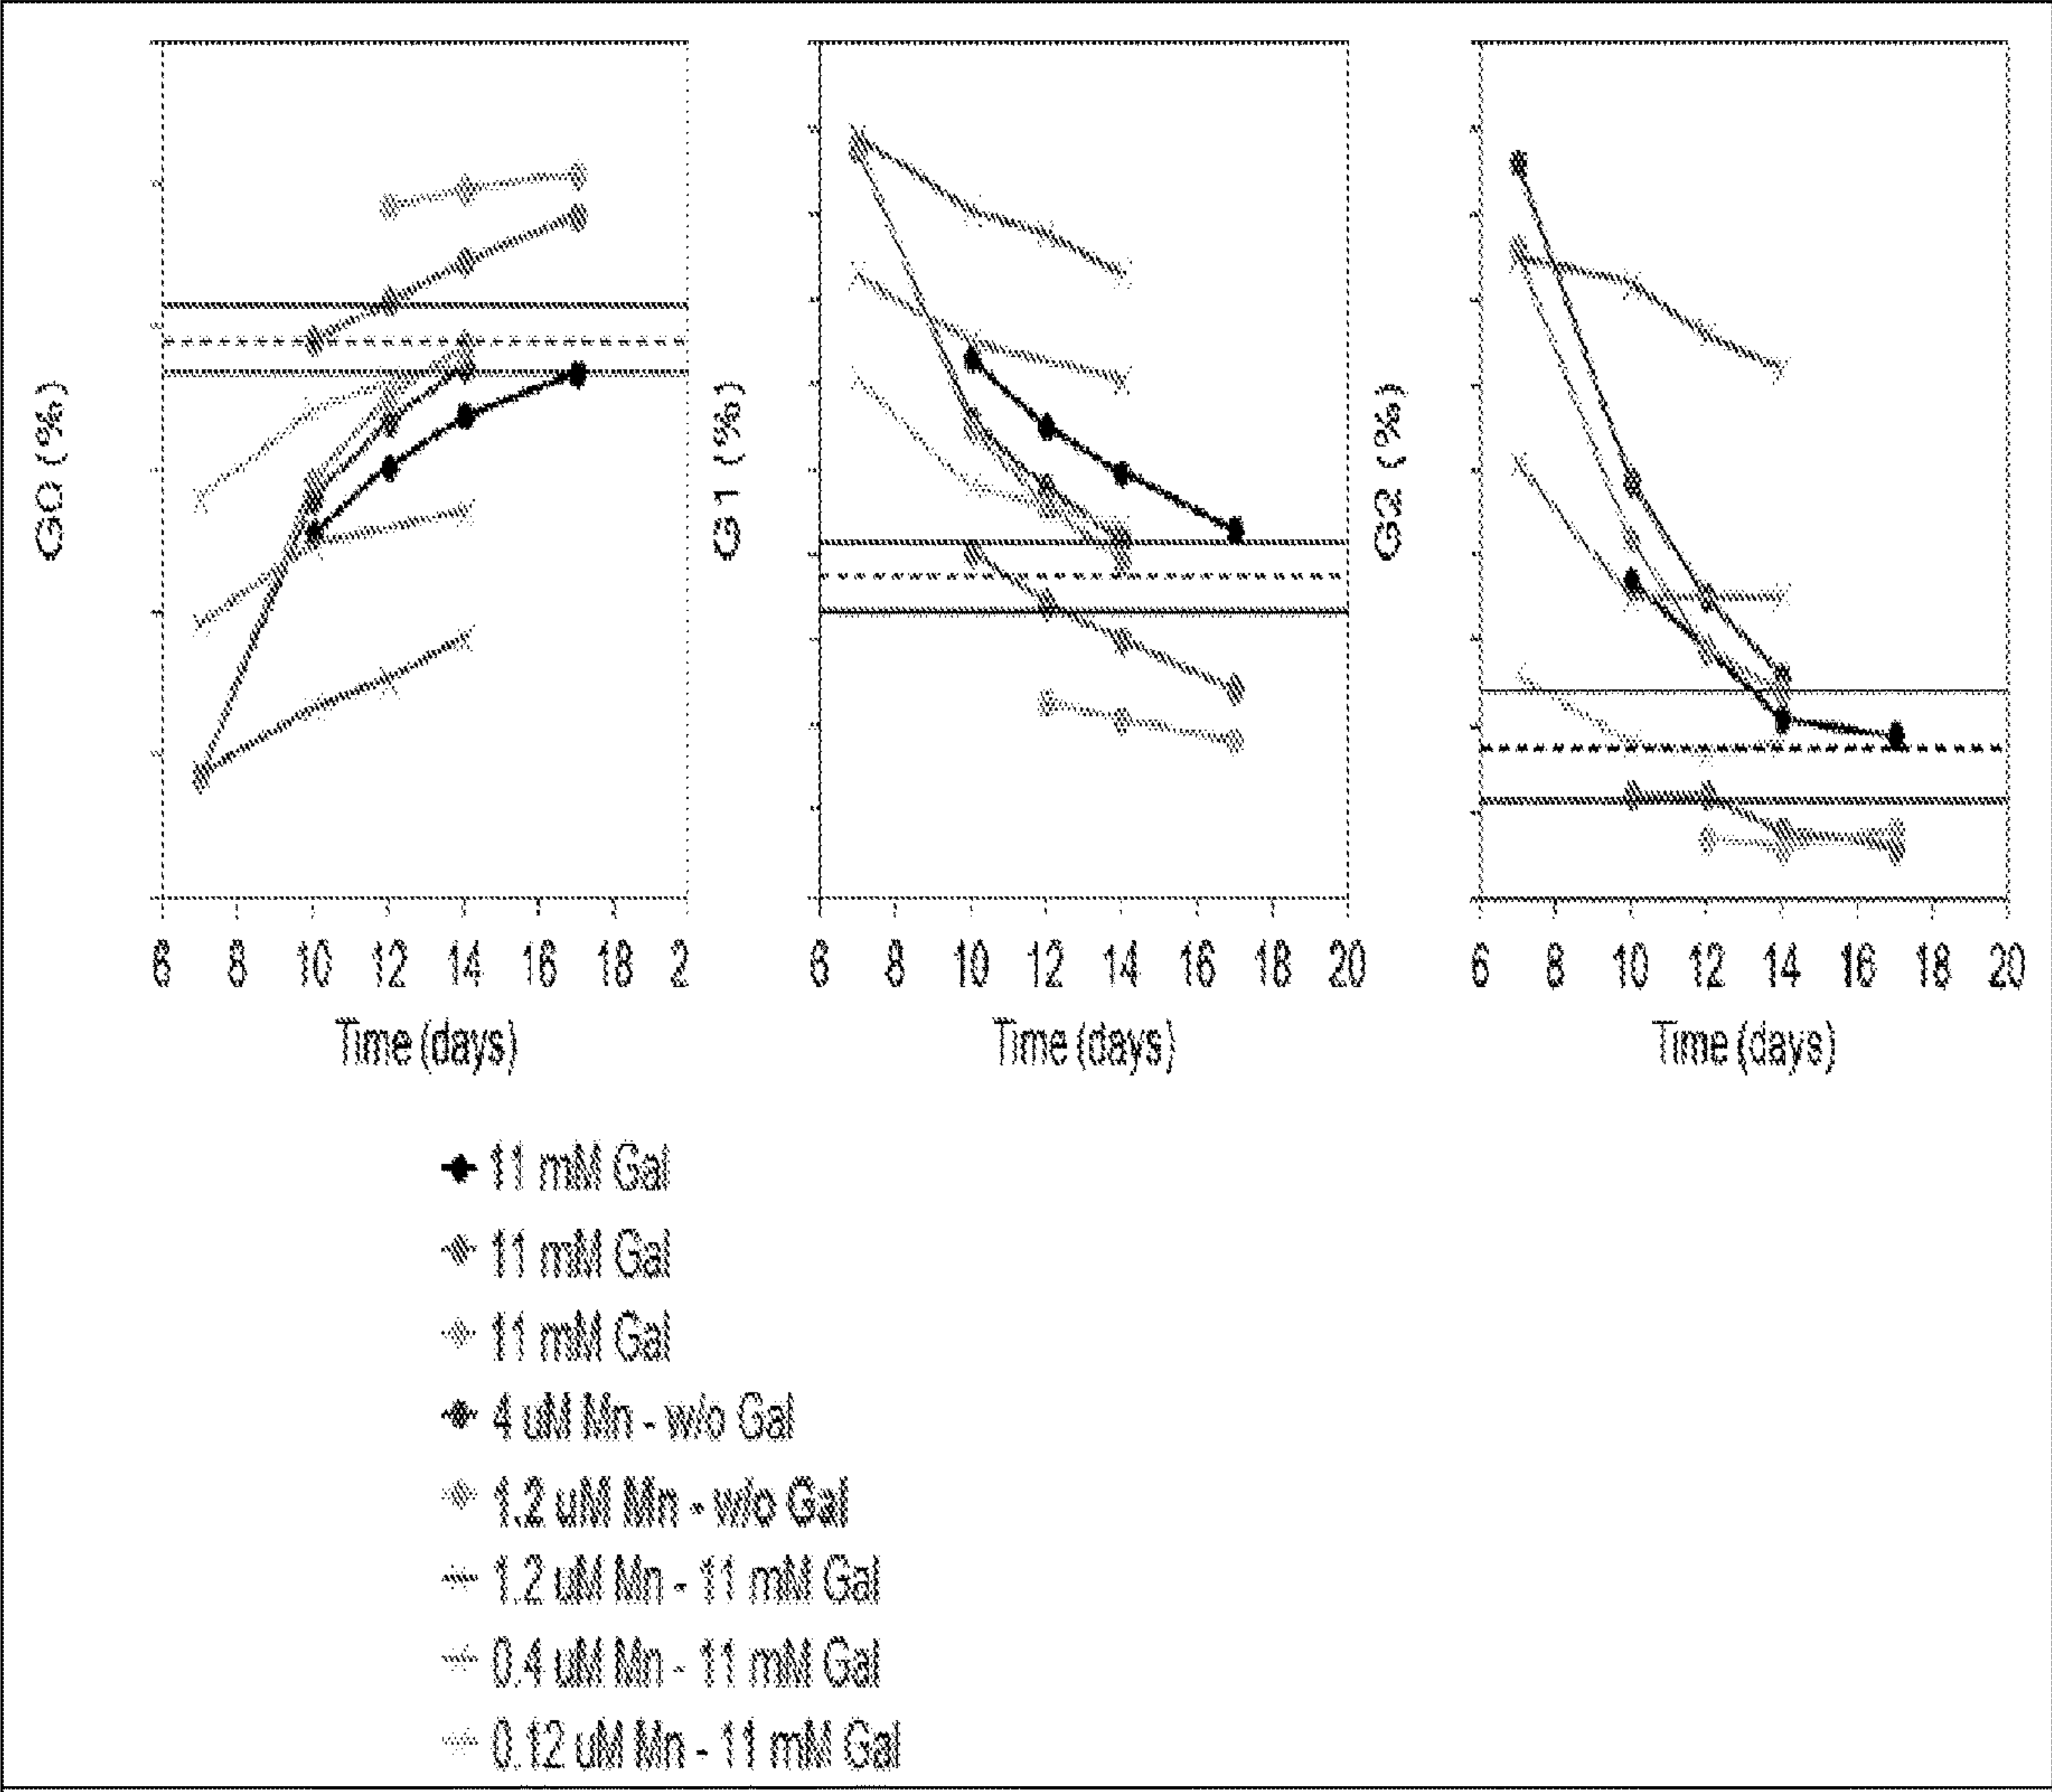 G0 (%)
6 8 10 12 14 16 18 2
Time (days)
G1 (%)
6 8 10 12 14 16 18 20
Time (days)
G2 (%)
6 8 10 12 14 16 18 20
Time (days)
11 mM Gal
11 mM Gal
11 mM Gal
4 uM Mn - w/o Gal
1.2 uM Mn - w/o Gal
1.2 uM Mn - 11 mM Gal
0.4 uM Mn - 11 mM Gal
0.12 uM Mn - 11 mM Gal